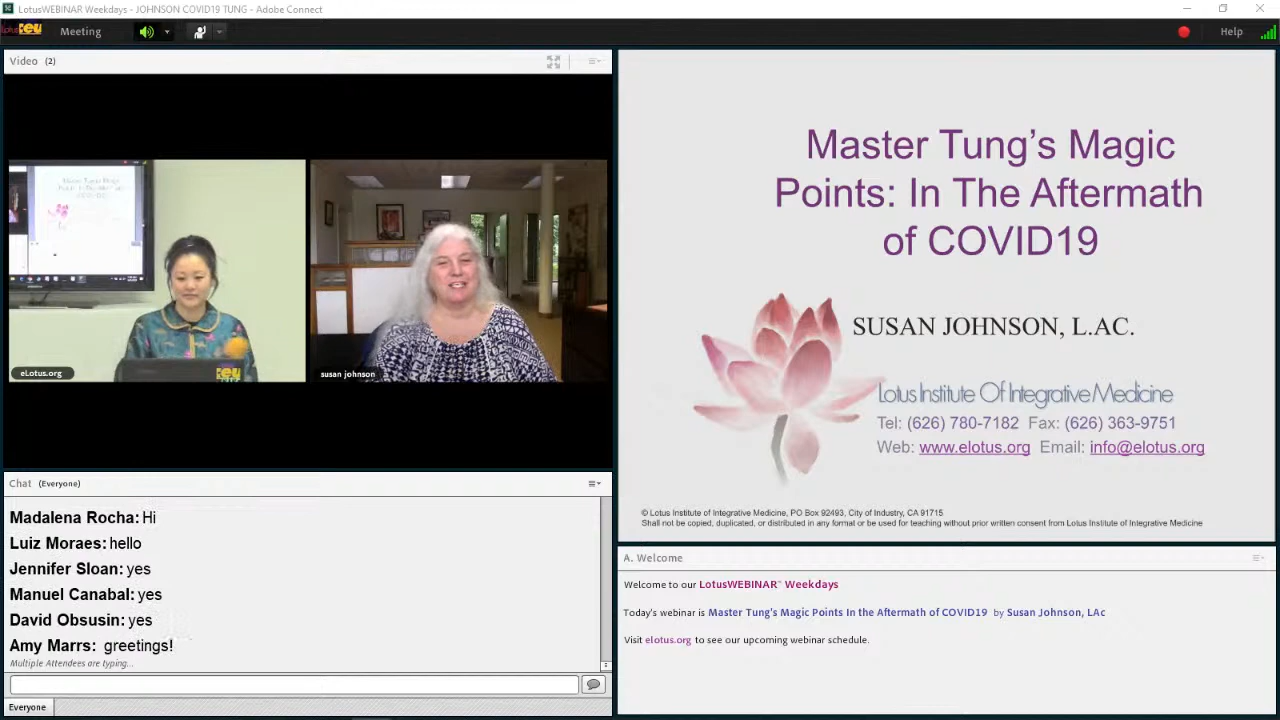 LotusWEBINAR Weekdays - JOHNSON COVID19 TUNG - Adobe Connect
Meeting
Help
Video (2)
eLotus.org
susan johnson
Master Tung's Magic
Points: In The Aftermath
of COVID19
SUSAN JOHNSON, L.AC.
Lotus Institute Of Integrative Medicine
Tel: (626) 780-7182 Fax: (626) 363-9751
Web: www.elotus.org Email: info@elotus.org
© Lotus Institute of Integrative Medicine, PO Box 92493, City of Industry, CA 91715
Shall not be copied, duplicated, or distributed in any format or be used for teaching without prior written consent from Lotus Institute of Integrative Medicine
Chat (Everyone)
Madalena Rocha: Hi
Luiz Moraes: hello
Jennifer Sloan: yes
Manuel Canabal: yes
David Obsusin: yes
Amy Marrs: greetings!
Multiple Attendees are typing...
Everyone
A. Welcome
Welcome to our LotusWEBINAR™ Weekdays
Today's webinar is Master Tung's Magic Points In the Aftermath of COVID19 by Susan Johnson, LAc
Visit elotus.org to see our upcoming webinar schedule.